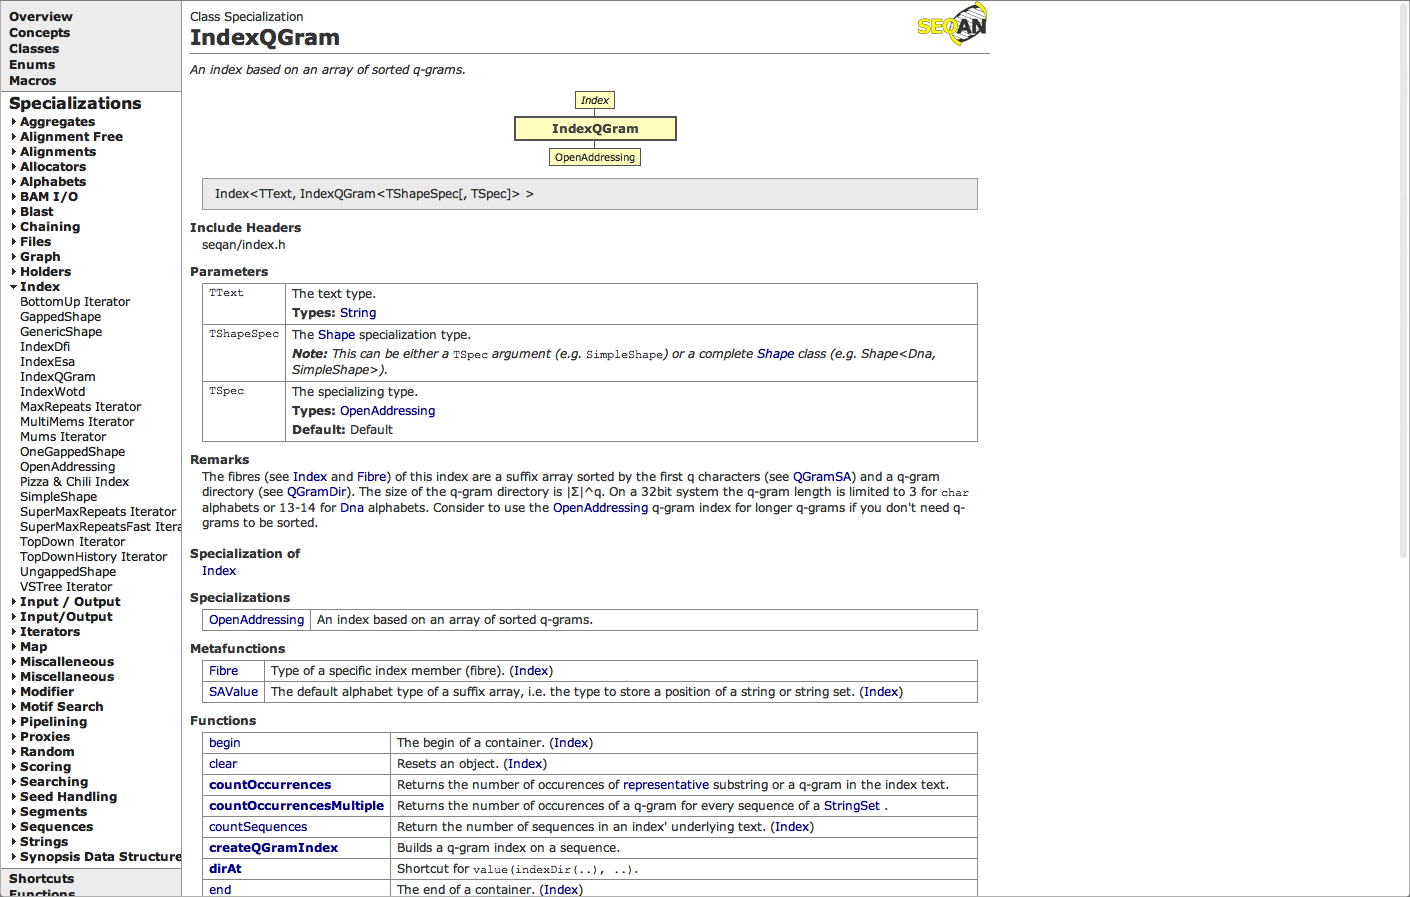 Overview
Concepts
Classes
Enums
Macros
Specializations
Aggregates
Alignment Free
Alignments
Allocators
Alphabets
BAM I/O
Blast
Chaining
Files
Graph
Holders
Index
BottomUp Iterator
GappedShape
GenericShape
IndexDfi
IndexEsa
IndexQGram
IndexWotd
MaxRepeats Iterator
MultiMems Iterator
Mums Iterator
OneGappedShape
OpenAddressing
Pizza & Chili Index
SimpleShape
SuperMaxRepeats Iterator
SuperMaxRepeatsFast Itera
TopDown Iterator
TopDownHistory Iterator
UngappedShape
VSTree Iterator
Input / Output
Input/Output
Iterators
Map
Miscalleneous
Miscellaneous
Modifier
Motif Search
Pipelining
Proxies
Random
Scoring
Searching
Seed Handling
Segments
Sequences
Strings
Synopsis Data Structure
Shortcuts
Functions
Class Specialization
IndexQGram
SEQAN
An index based on an array of sorted q-grams.
Index
IndexQGram
OpenAddressing
Index<TText, IndexQGram<TShapeSpec[, TSpec]> >
Include Headers
seqan/index.h
Parameters
TText The text type.
Types: String
TShapeSpec The Shape specialization type.
Note: This can be either a TSpec argument (e.g. SimpleShape) or a complete Shape class (e.g. Shape<Dna,
SimpleShape>).
TSpec The specializing type.
Types: OpenAddressing
Default: Default
Remarks
The fibres (see Index and Fibre) of this index are a suffix array sorted by the first q characters (see QGramSA) and a q-gram
directory (see QGramDir). The size of the q-gram directory is |Σ|^q. On a 32bit system the q-gram length is limited to 3 for char
alphabets or 13-14 for Dna alphabets. Consider to use the OpenAddressing q-gram index for longer q-grams if you don't need q-
grams to be sorted.
Specialization of
Index
Specializations
OpenAddressing An index based on an array of sorted q-grams.
Metafunctions
Fibre Type of a specific index member (fibre). (Index)
SAValue The default alphabet type of a suffix array, i.e. the type to store a position of a string or string set. (Index)
Functions
begin The begin of a container. (Index)
clear Resets an object. (Index)
countOccurrences Returns the number of occurences of representative substring or a q-gram in the index text.
countOccurrencesMultiple Returns the number of occurences of a q-gram for every sequence of a StringSet .
countSequences Return the number of sequences in an index' underlying text. (Index)
createQGramIndex Builds a q-gram index on a sequence.
dirAt Shortcut for value(indexDir(..), ..).
end The end of a container. (Index)